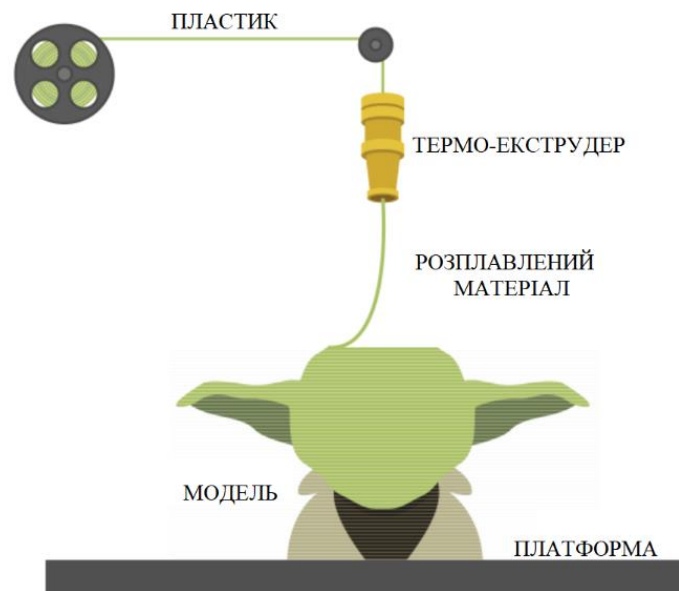 ПЛАСТИК
ТЕРМО-ЕКСТРУДЕР
РОЗПЛАВЛЕНИЙ
МАТЕРІАЛ
МОДЕЛЬ
ПЛАТФОРМА